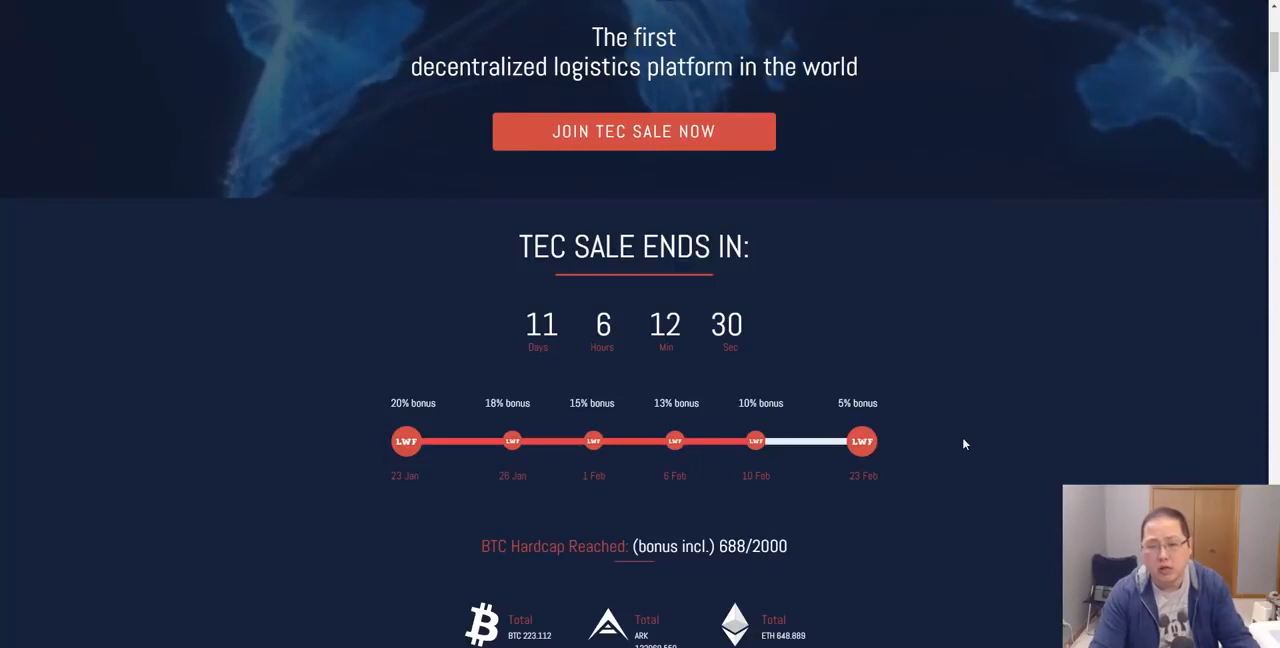 The first
decentralized logistics platform in the world
JOIN TEC SALE NOW
TEC SALE ENDS IN:
11 6 12 30
Days Hours Min Sec
20% bonus 18% bonus 15% bonus 13% bonus 10% bonus 5% bonus
LWF LWF LWF LWF LWF LWF
23 Jan 26 Jan 1 Feb 6 Feb 10 Feb 23 Feb
BTC Hardcap Reached: (bonus incl.) 688/2000
Total Total Total
BTC 223.112 ARK ETH 648.889